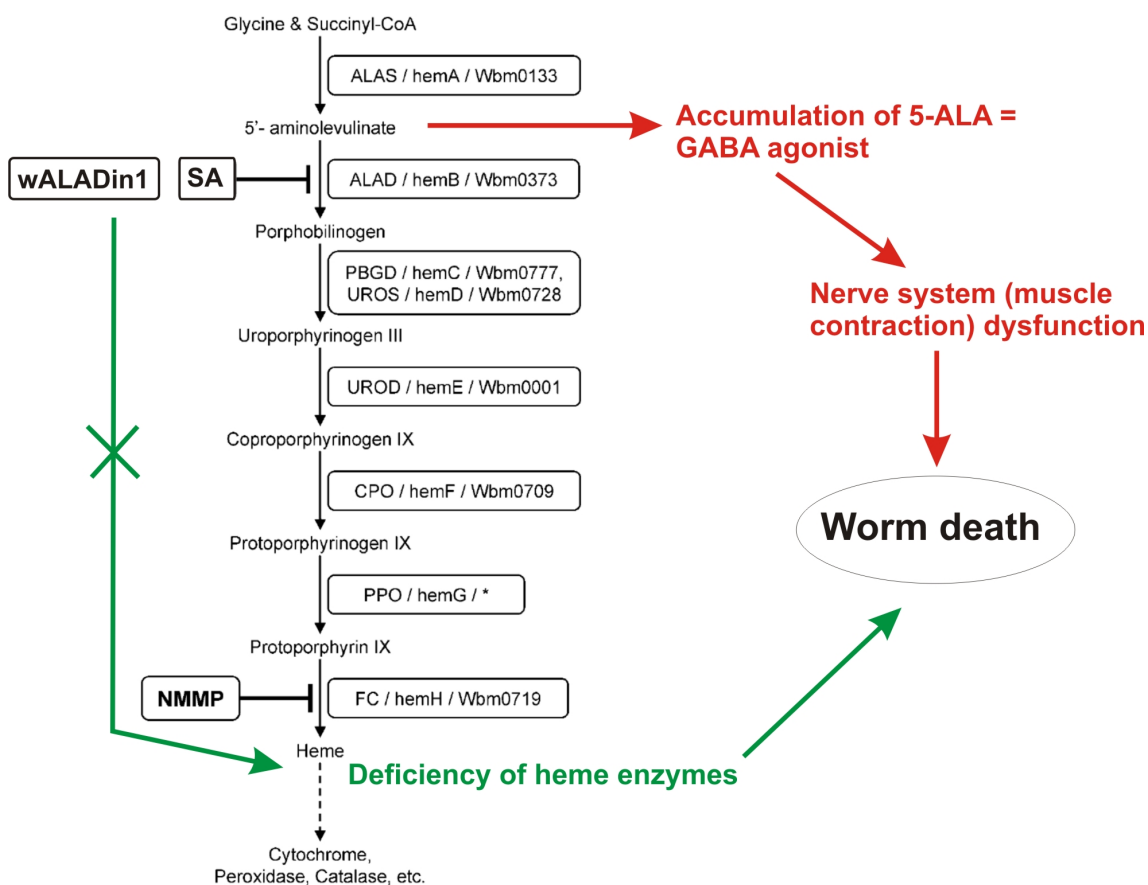 Glycine & Succinyl-CoA
ALAS / hemA / Wbm0133
5'- aminolevulinate
Accumulation of 5-ALA =
GABA agonist
wALADin1
SA
ALAD / hemB / Wbm0373
Porphobilinogen
PBGD / hemC / Wbm0777,
UROS / hemD / Wbm0728
Nerve system (muscle
contraction) dysfunction
Uroporphyrinogen III
UROD / hemE / Wbm0001
Coproporphyrinogen IX
CPO / hemF / Wbm0709
Worm death
Protoporphyrinogen IX
PPO / hemG / *
Protoporphyrin IX
NMMP
FC / hemH / Wbm0719
Heme
Deficiency of heme enzymes
Cytochrome,
Peroxidase, Catalase, etc.